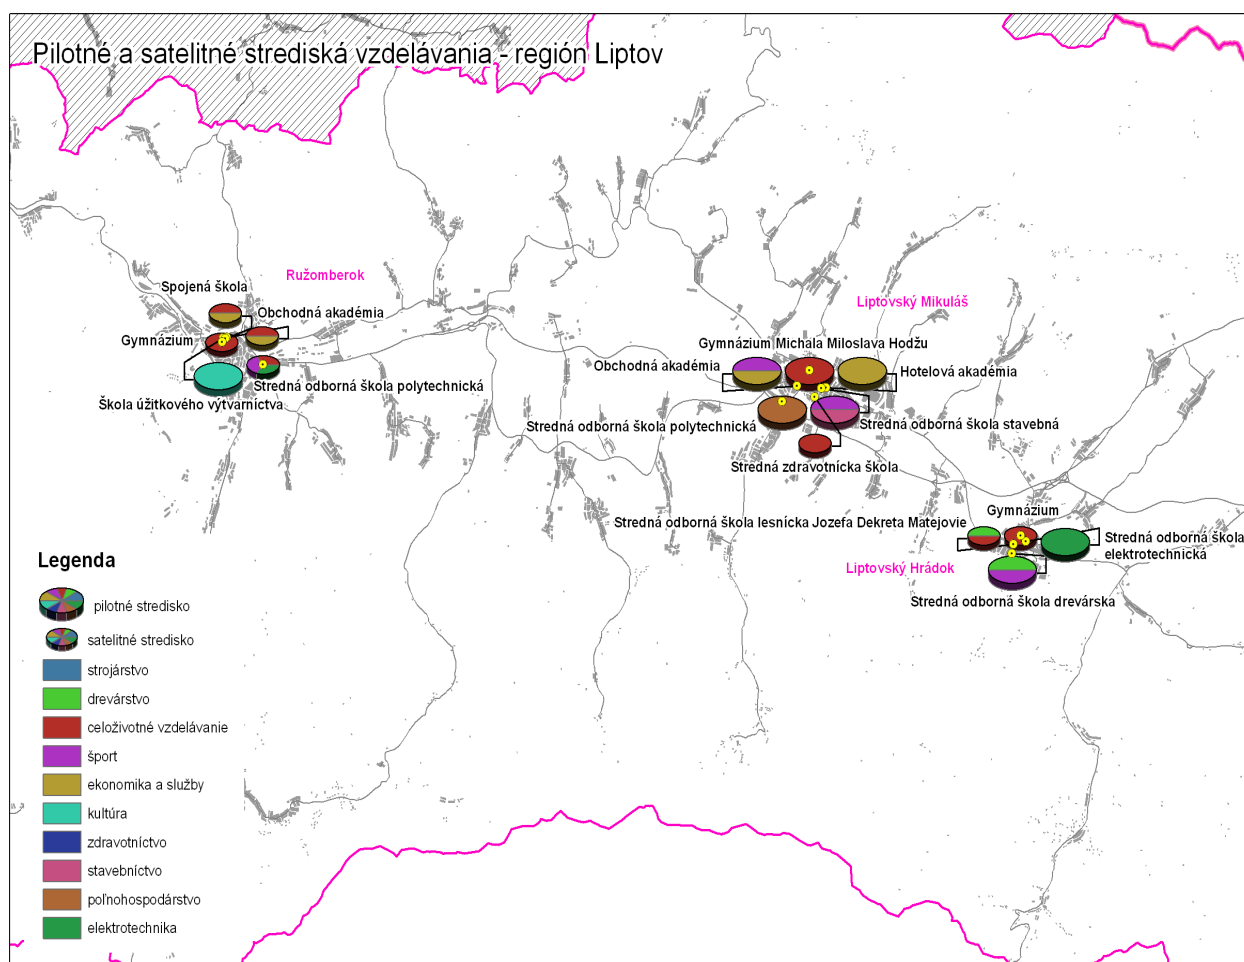 Pilotné a satelitné strediská vzdelávania - región Liptov
Ružomberok
Spojená škola
Obchodná akadémia
Gymnázium
Stredná odborná škola polytechnická
Škola úžitkového výtvarníctva
Liptovský Mikuláš
Gymnázium Michala Miloslava Hodžu
Obchodná akadémia
Hotelová akadémia
Stredná odborná škola polytechnická
Stredná odborná škola stavebná
Stredná zdravotnícka škola
Gymnázium
Stredná odborná škola lesnícka Jozefa Dekreta Matejovie
Stredná odborná škola
elektrotechnická
Liptovský Hrádok
Stredná odborná škola drevárska
Legenda
pilotné stredisko
satelitné stredisko
strojárstvo
drevárstvo
celoživotné vzdelávanie
šport
ekonomika a služby
kultúra
zdravotníctvo
stavebníctvo
poľnohospodárstvo
elektrotechnika